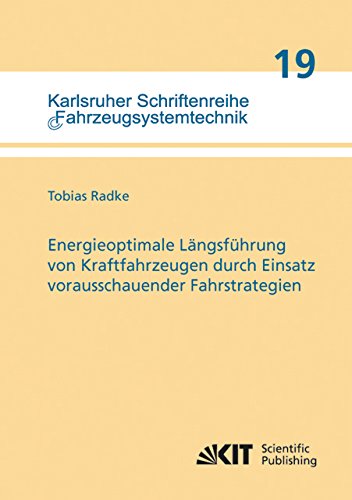 19
Karlsruher Schriftenreihe
Fahrzeugsystemtechnik
Tobias Radke
Energieoptimale Längsführung
von Kraftfahrzeugen durch Einsatz
vorausschauender Fahrstrategien
KIT Scientific
Publishing